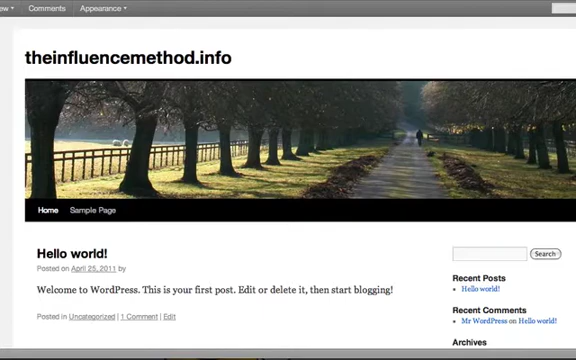 Comments Appearance
theinfluencemethod.info
Home Sample Page
Hello world!
Posted on April 25, 2011 by
Welcome to WordPress. This is your first post. Edit or delete it, then start blogging!
Posted in Uncategorized | 1 Comment | Edit
Search
Recent Posts
Hello world!
Recent Comments
Mr WordPress on Hello world!
Archives